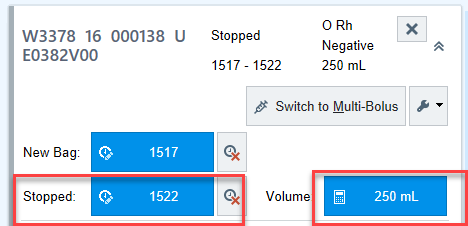 W3378 16 000138 U
E0382V00
Stopped
1517 - 1522
O Rh
Negative
250 mL
Switch to Multi-Bolus
New Bag: 1517
Stopped: 1522 Volume 250 mL